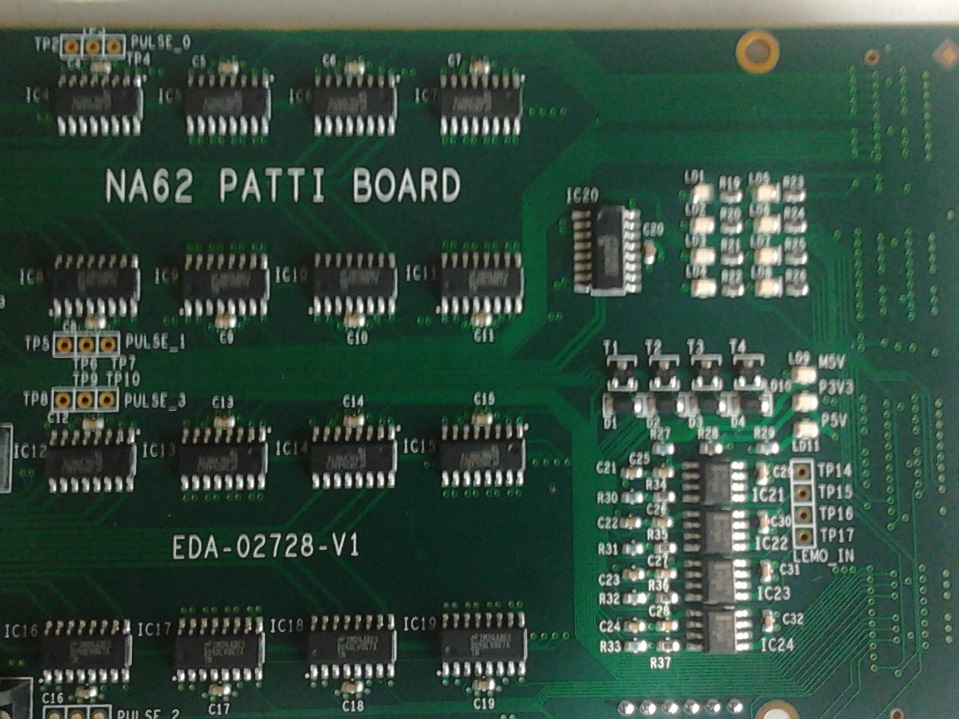 TP2 PULSE_0
C4 TP4 C5 C6 C7
IC4 IC5 IC6 IC7
NA62 PATTI BOARD
LD1 R19 LD5 R23
IC20
LD2 R20 R24
C20
LD3 R21 LD7 R25
LD4 R22 LD8 R26
IC8 IC9 IC10 IC11
C9 C10 C11
TP5 PULSE_1
TP6 TP7
TP9 TP10
TP8 PULSE_3
T1 T2 T3 T4
LD9 M5V
P3V3
D1 D2 D3 D4
P5V
LD11
C12 C13 C14 C15
IC12 IC13 IC14 IC15
R27 R28 R29
C21 C25 C29 TP14
R30 R34 IC21 TP15
C22 C26 C30 TP16
R31 R35 IC22 TP17
LEMO_IN
C23 C27 C31
R32 R36 IC23
C24 C28 C32
R33 R37 IC24
EDA-02728-V1
IC16 IC17 IC18 IC19
C16 C17 C18 C19
PULSE_2